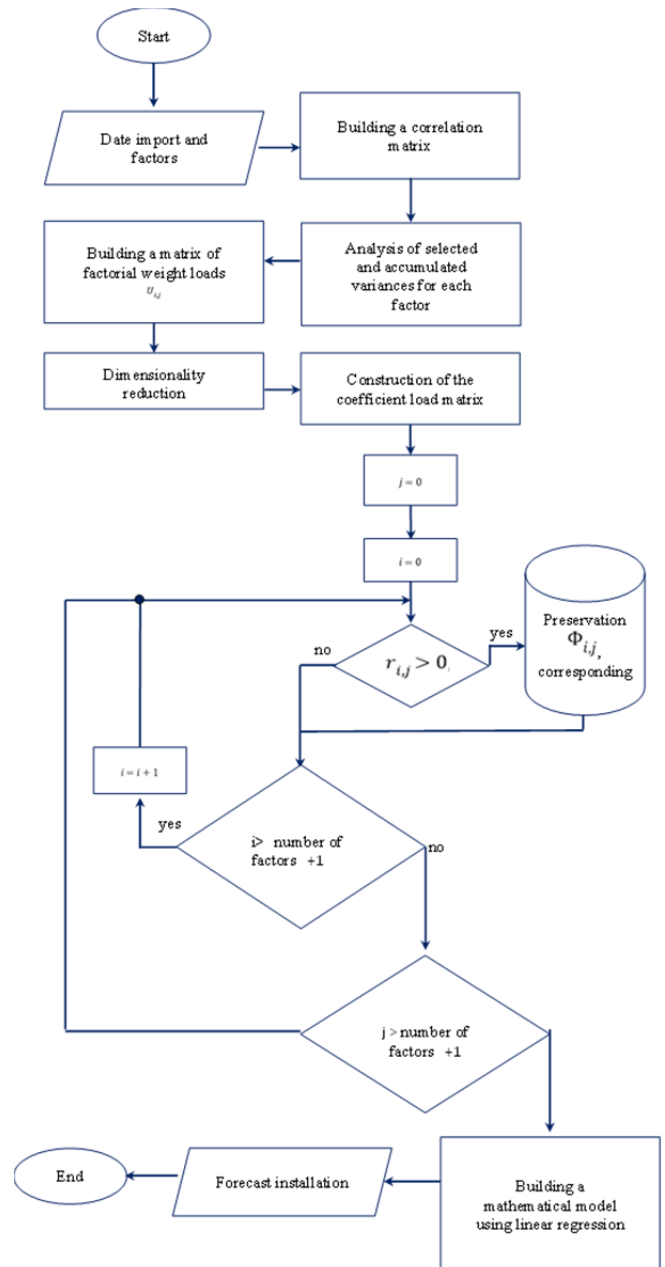 Start
Date import and
factors
Building a correlation
matrix
Building a matrix of
factorial weight loads
υi,j
Analysis of selected
and accumulated
variances for each
factor
Dimensionality
reduction
Construction of the
coefficient load matrix
j = 0
i = 0
no
ri,j > 0,
yes
Preservation
Φi,j,
corresponding
i = i + 1
yes
i> number of
factors +1
no
j > number of
factors +1
End
Forecast installation
Building a
mathematical model
using linear regression